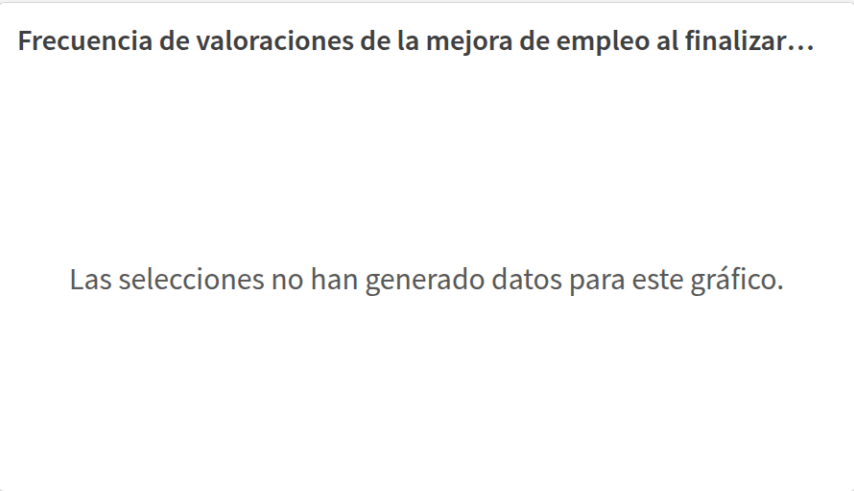 Frecuencia de valoraciones de la mejora de empleo al finalizar...
Las selecciones no han generado datos para este gráfico.